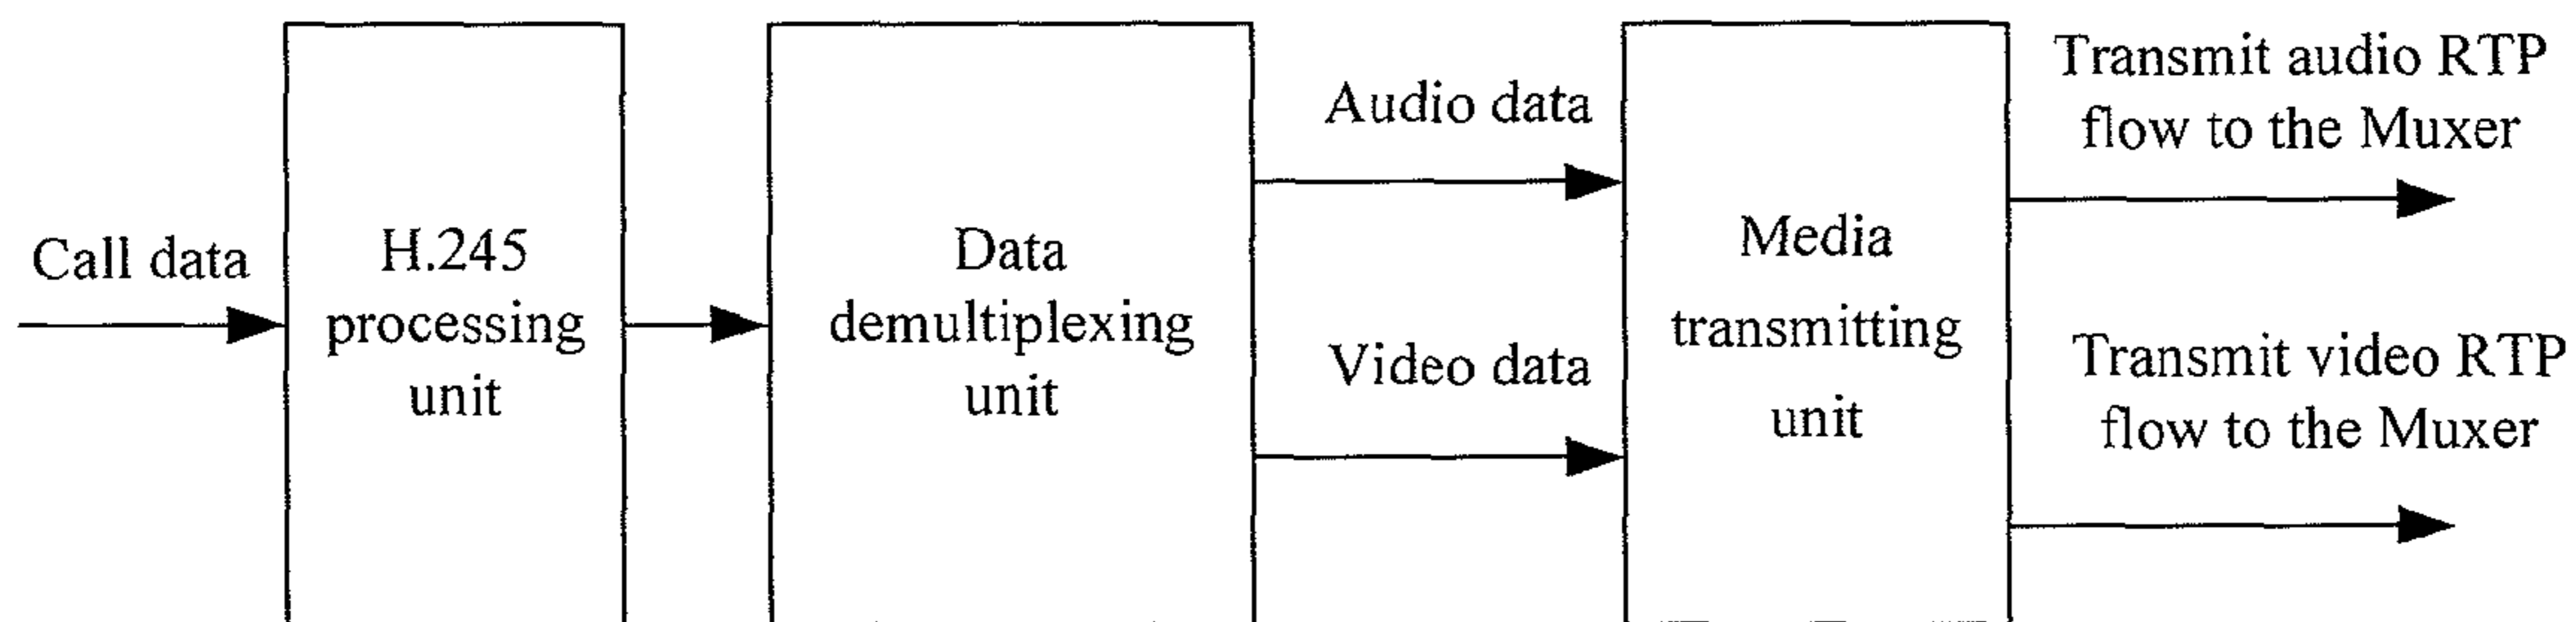 Call data
H.245
processing
unit
Data
demultiplexing
unit
Audio data
Video data
Media
transmitting
unit
Transmit audio RTP
flow to the Muxer
Transmit video RTP
flow to the Muxer